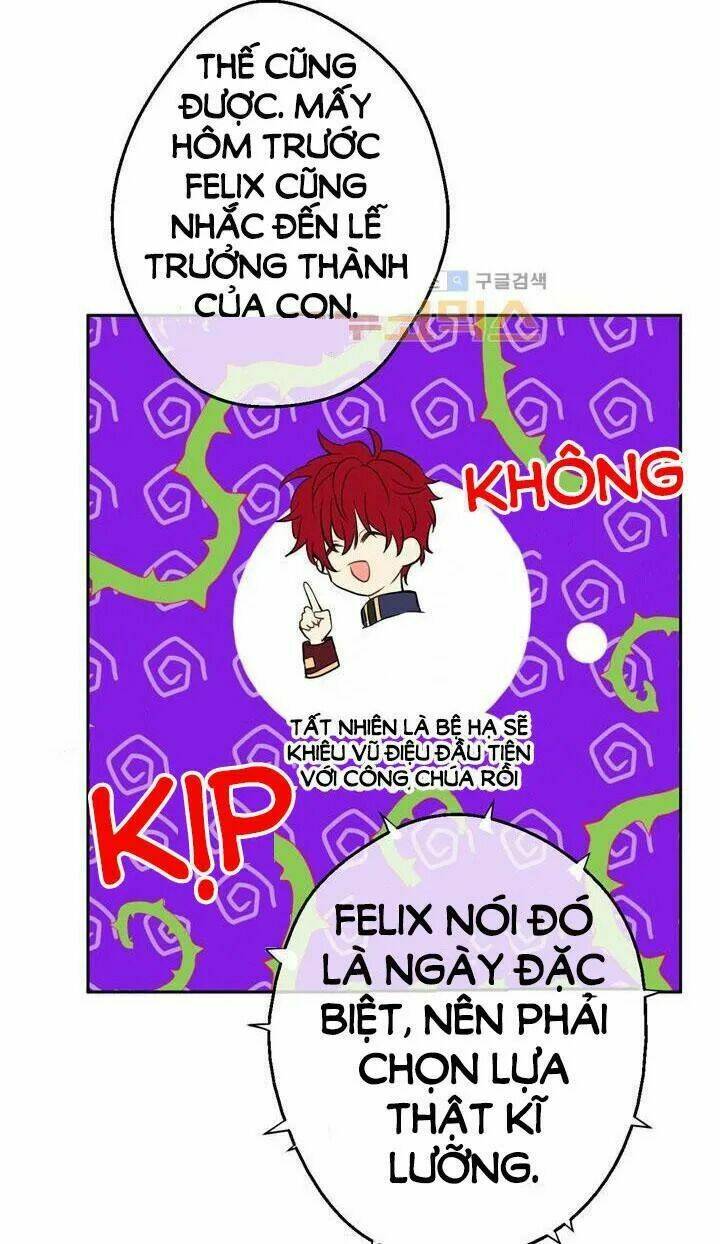 THẾ CŨNG
ĐƯỢC. MẤY
HÔM TRƯỚC
FELIX CŨNG
NHẮC ĐẾN LỄ
TRƯỞNG THÀNH
CỦA CON.
구글검색
KHÔNG
TẤT NHIÊN LÀ BỆ HẠ SẼ
KHIÊU VŨ ĐIỆU ĐẦU TIÊN
VỚI CÔNG CHÚA RỒI
KỊP
FELIX NÓI ĐÓ
LÀ NGÀY ĐẶC
BIỆT, NÊN PHẢI
CHỌN LỰA
THẬT KĨ
LƯỠNG.